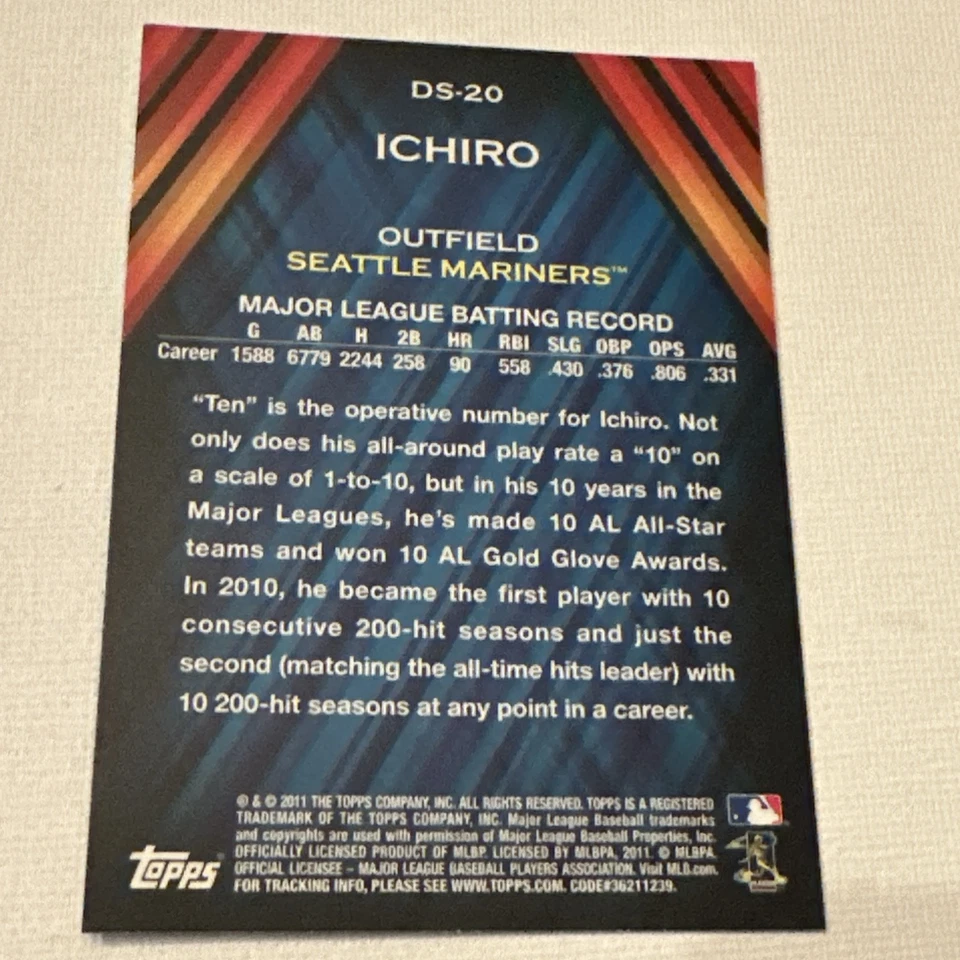 DS-20
ICHIRO
OUTFIELD
SEATTLE MARINERS™
MAJOR LEAGUE BATTING RECORD
G AB H 2B HR RBI SLG OBP OPS AVG
Career 1588 6779 2244 258 90 558 .430 .376 .806 .331
“Ten” is the operative number for Ichiro. Not
only does his all-around play rate a “10” on
a scale of 1-to-10, but in his 10 years in the
Major Leagues, he's made 10 AL All-Star
teams and won 10 AL Gold Glove Awards.
In 2010, he became the first player with 10
consecutive 200-hit seasons and just the
second (matching the all-time hits leader) with
10 200-hit seasons at any point in a career.
® & © 2011 THE TOPPS COMPANY, INC. ALL RIGHTS RESERVED. TOPPS IS A REGISTERED
TRADEMARK OF THE TOPPS COMPANY, INC. Major League Baseball trademarks
and copyrights are used with permission of Major League Baseball Properties, Inc.
OFFICIALLY LICENSED PRODUCT OF MLBP. LICENSED BY MLBPA, 2011. © MLBPA
OFFICIAL LICENSEE – MAJOR LEAGUE BASEBALL PLAYERS ASSOCIATION. Visit MLB.com.
FOR TRACKING INFO, PLEASE SEE WWW.TOPPS.COM. CODE#36211239.
topps